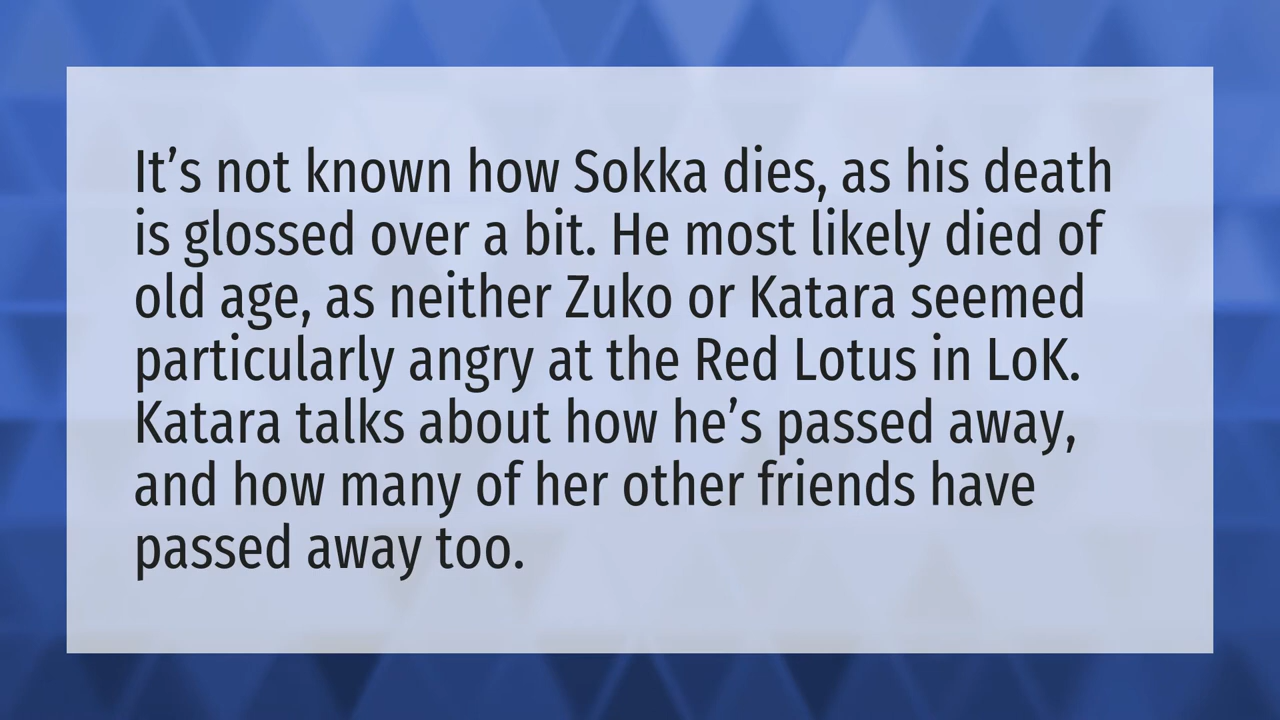 It’s not known how Sokka dies, as his death
is glossed over a bit. He most likely died of
old age, as neither Zuko or Katara seemed
particularly angry at the Red Lotus in LoK.
Katara talks about how he’s passed away,
and how many of her other friends have
passed away too.